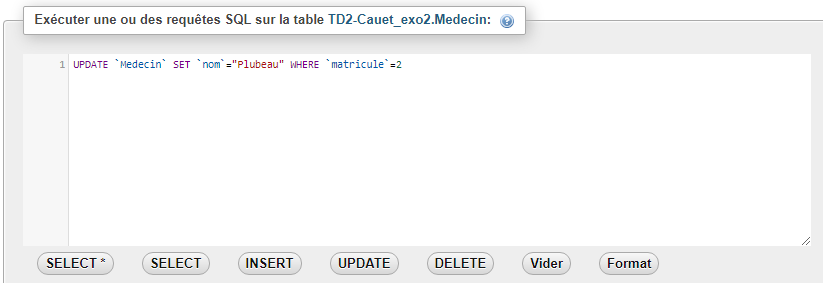 Exécuter une ou des requêtes SQL sur la table TD2-Cauet_exo2.Medecin:
1 UPDATE `Medecin` SET `nom`="Plubeau" WHERE `matricule`=2
SELECT * SELECT INSERT UPDATE DELETE Vider Format